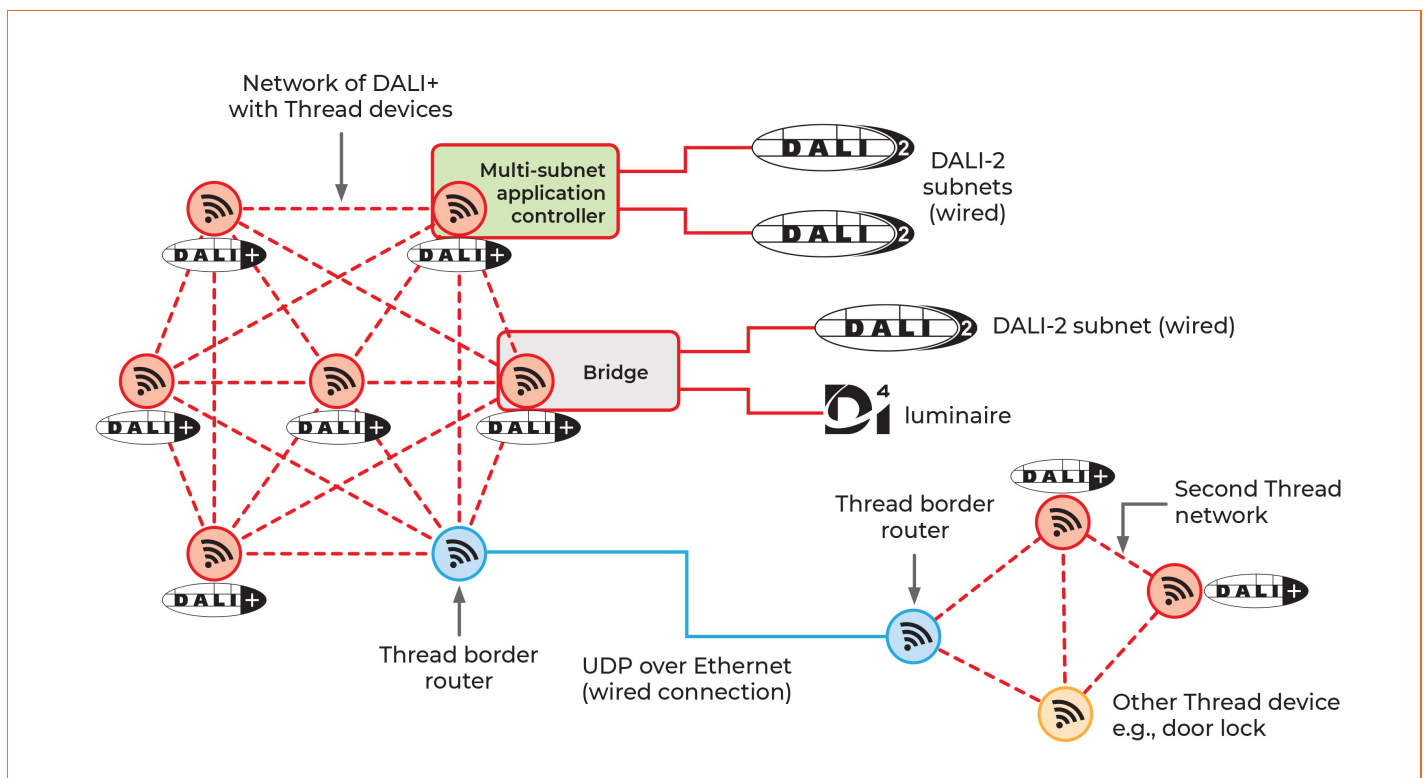 Network of DALI+
with Thread devices
Multi-subnet
application
controller
DALI 2
DALI-2
subnets
(wired)
DALI 2
DALI+
DALI+
Bridge
DALI 2
DALI-2 subnet (wired)
D4i
luminaire
DALI+
DALI+
DALI+
DALI+
Thread border
router
Second Thread
network
DALI+
DALI+
Thread border
router
UDP over Ethernet
(wired connection)
Other Thread device
e.g., door lock